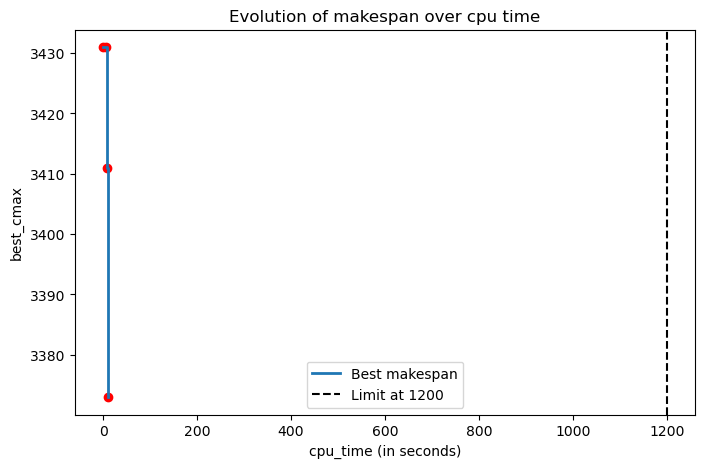 Evolution of makespan over cpu time
best_cmax
3430
3420
3410
3400
3390
3380
Best makespan
Limit at 1200
0 200 400 600 800 1000 1200
cpu_time (in seconds)